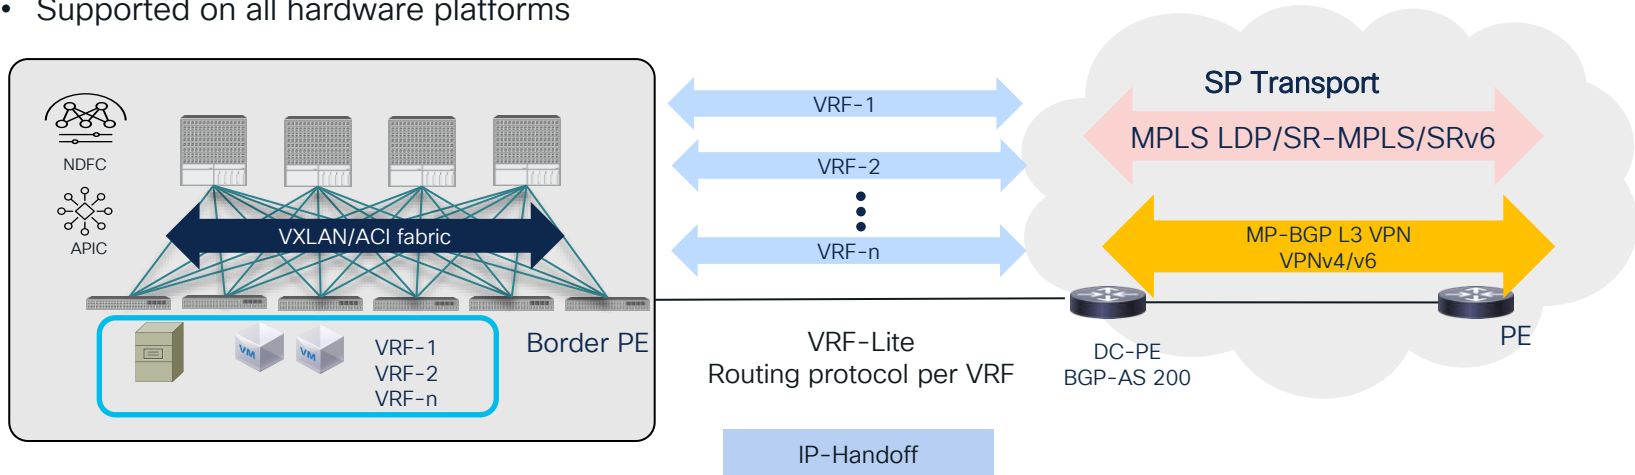 • Supported on all hardware platforms
NDFC
APIC
VXLAN/ACI fabric
VM
VM
VRF-1
VRF-2
VRF-n
Border PE
VRF-1
VRF-2
VRF-n
VRF-Lite
Routing protocol per VRF
IP-Handoff
SP Transport
MPLS LDP/SR-MPLS/SRv6
MP-BGP L3 VPN
VPNv4/v6
DC-PE
BGP-AS 200
PE